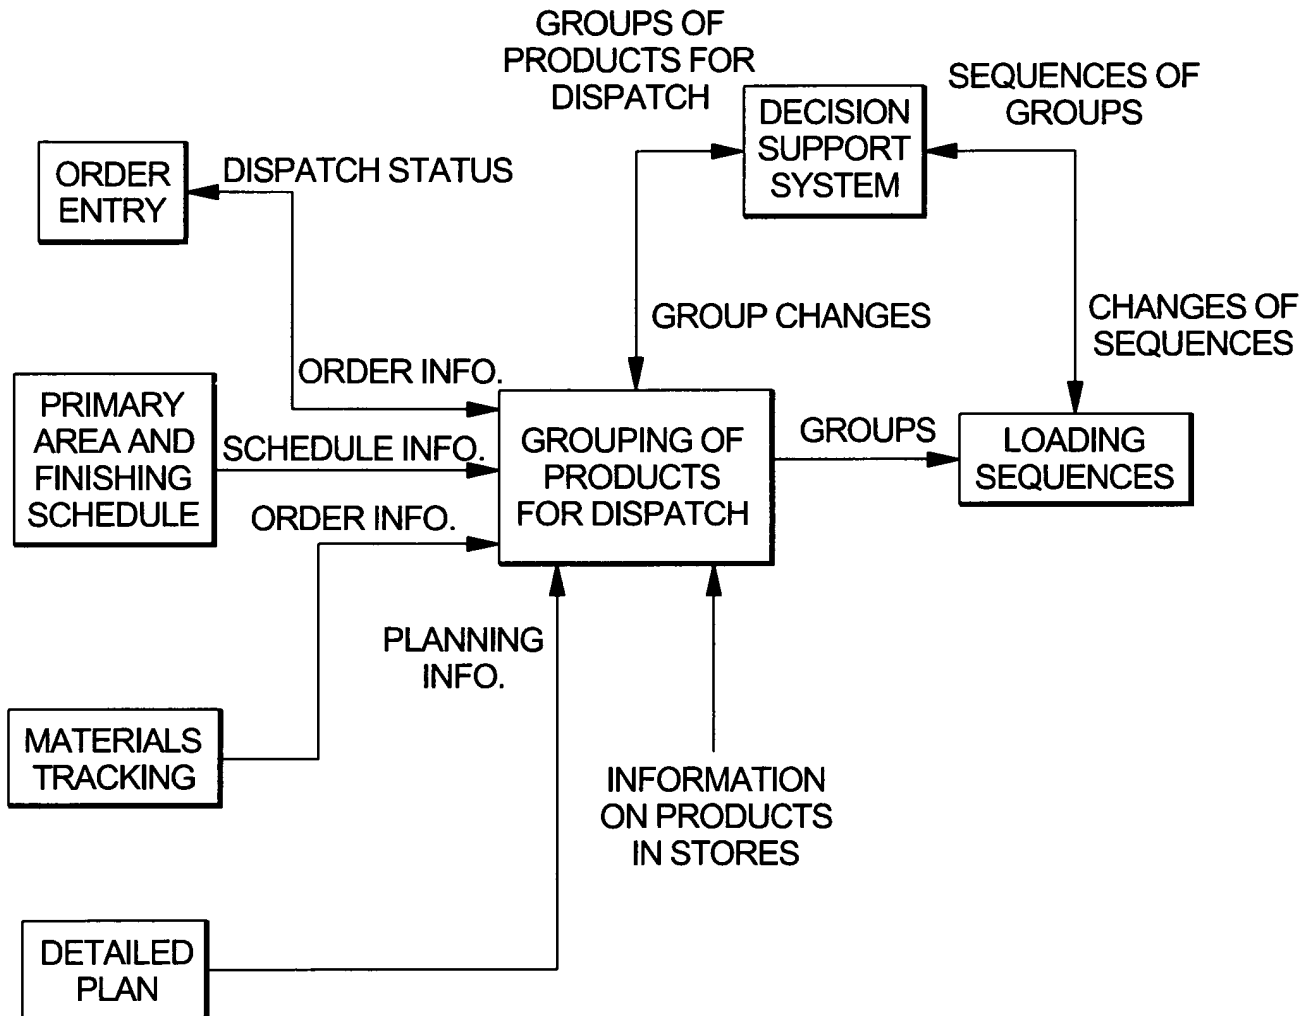 GROUPS OF
PRODUCTS FOR
DISPATCH
DECISION
SUPPORT
SYSTEM
SEQUENCES OF
GROUPS
ORDER
ENTRY
DISPATCH STATUS
GROUP CHANGES
CHANGES OF
SEQUENCES
ORDER INFO.
PRIMARY
AREA AND
FINISHING
SCHEDULE
SCHEDULE INFO.
GROUPING OF
PRODUCTS
FOR DISPATCH
GROUPS
LOADING
SEQUENCES
ORDER INFO.
PLANNING
INFO.
MATERIALS
TRACKING
INFORMATION
ON PRODUCTS
IN STORES
DETAILED
PLAN